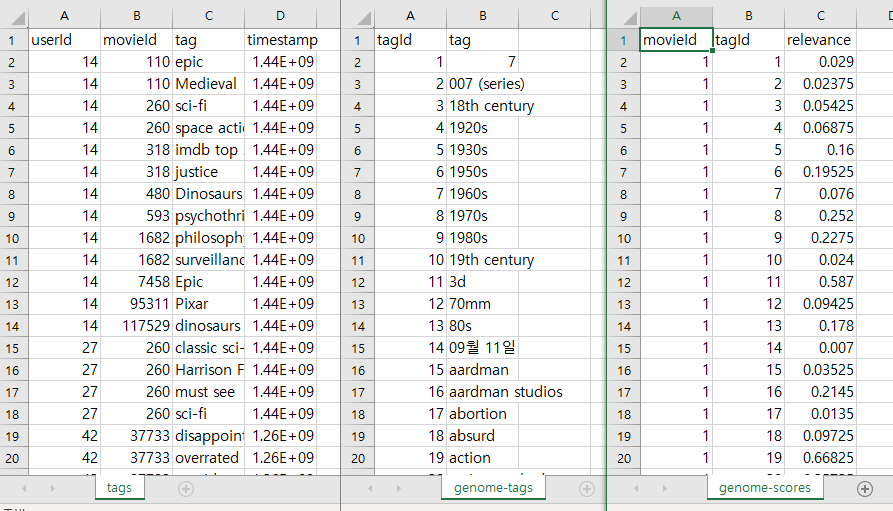 A B C D
1 userId movieId tag timestamp
2 14 110 epic 1.44E+09
3 14 110 Medieval 1.44E+09
4 14 260 sci-fi 1.44E+09
5 14 260 space acti 1.44E+09
6 14 318 imdb top 1.44E+09
7 14 318 justice 1.44E+09
8 14 480 Dinosaurs 1.44E+09
9 14 593 psychothri 1.44E+09
10 14 1682 philosoph 1.44E+09
11 14 1682 surveillanc 1.44E+09
12 14 7458 Epic 1.44E+09
13 14 95311 Pixar 1.44E+09
14 14 117529 dinosaurs 1.44E+09
15 27 260 classic sci- 1.44E+09
16 27 260 Harrison F 1.44E+09
17 27 260 must see 1.44E+09
18 27 260 sci-fi 1.44E+09
19 42 37733 disappoin 1.26E+09
20 42 37733 overrated 1.26E+09
tags
A B C
1 tagId tag
2 1 7
3 2 007 (series)
4 3 18th century
5 4 1920s
6 5 1930s
7 6 1950s
8 7 1960s
9 8 1970s
10 9 1980s
11 10 19th century
12 11 3d
13 12 70mm
14 13 80s
15 14 09월 11일
16 15 aardman
17 16 aardman studios
18 17 abortion
19 18 absurd
20 19 action
genome-tags
A B C
1 movieId tagId relevance
2 1 1 0.029
3 1 2 0.02375
4 1 3 0.05425
5 1 4 0.06875
6 1 5 0.16
7 1 6 0.19525
8 1 7 0.076
9 1 8 0.252
10 1 9 0.2275
11 1 10 0.024
12 1 11 0.587
13 1 12 0.09425
14 1 13 0.178
15 1 14 0.007
16 1 15 0.03525
17 1 16 0.2145
18 1 17 0.0135
19 1 18 0.09725
20 1 19 0.66825
genome-scores